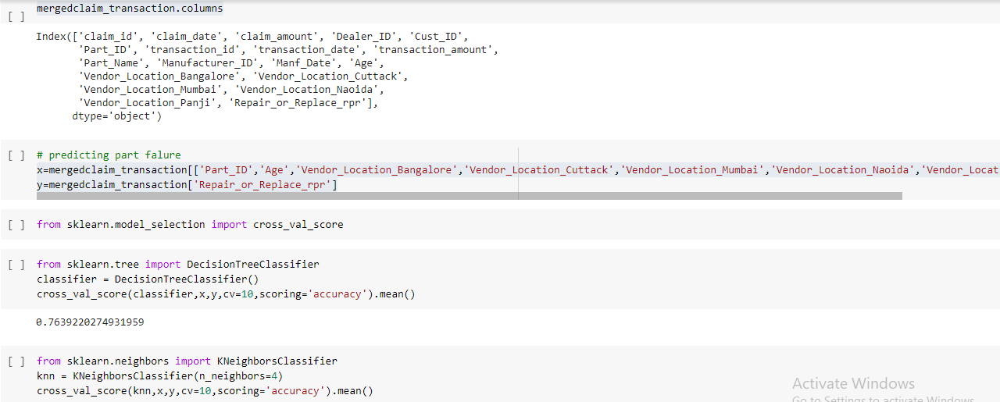 mergedclaim_transaction.columns
[ ]
Index(['claim_id', 'claim_date', 'claim_amount', 'Dealer_ID', 'Cust_ID',
'Part_ID', 'transaction_id', 'transaction_date', 'transaction_amount',
'Part_Name', 'Manufacturer_ID', 'Manf_Date', 'Age',
'Vendor_Location_Bangalore', 'Vendor_Location_Cuttack',
'Vendor_Location_Mumbai', 'Vendor_Location_Naoida',
'Vendor_Location_Panji', 'Repair_or_Replace_rpr'],
dtype='object')
[ ] # predicting part falure
x=mergedclaim_transaction[['Part_ID','Age','Vendor_Location_Bangalore','Vendor_Location_Cuttack','Vendor_Location_Mumbai','Vendor_Location_Naoida','Vendor_Locat
y=mergedclaim_transaction['Repair_or_Replace_rpr']
[ ] from sklearn.model_selection import cross_val_score
[ ] from sklearn.tree import DecisionTreeClassifier
classifier = DecisionTreeClassifier()
cross_val_score(classifier,x,y,cv=10,scoring='accuracy').mean()
0.7639220274931959
[ ] from sklearn.neighbors import KNeighborsClassifier
knn = KNeighborsClassifier(n_neighbors=4)
cross_val_score(knn,x,y,cv=10,scoring='accuracy').mean()
Activate Windows
Go to Settings to activate Windows.